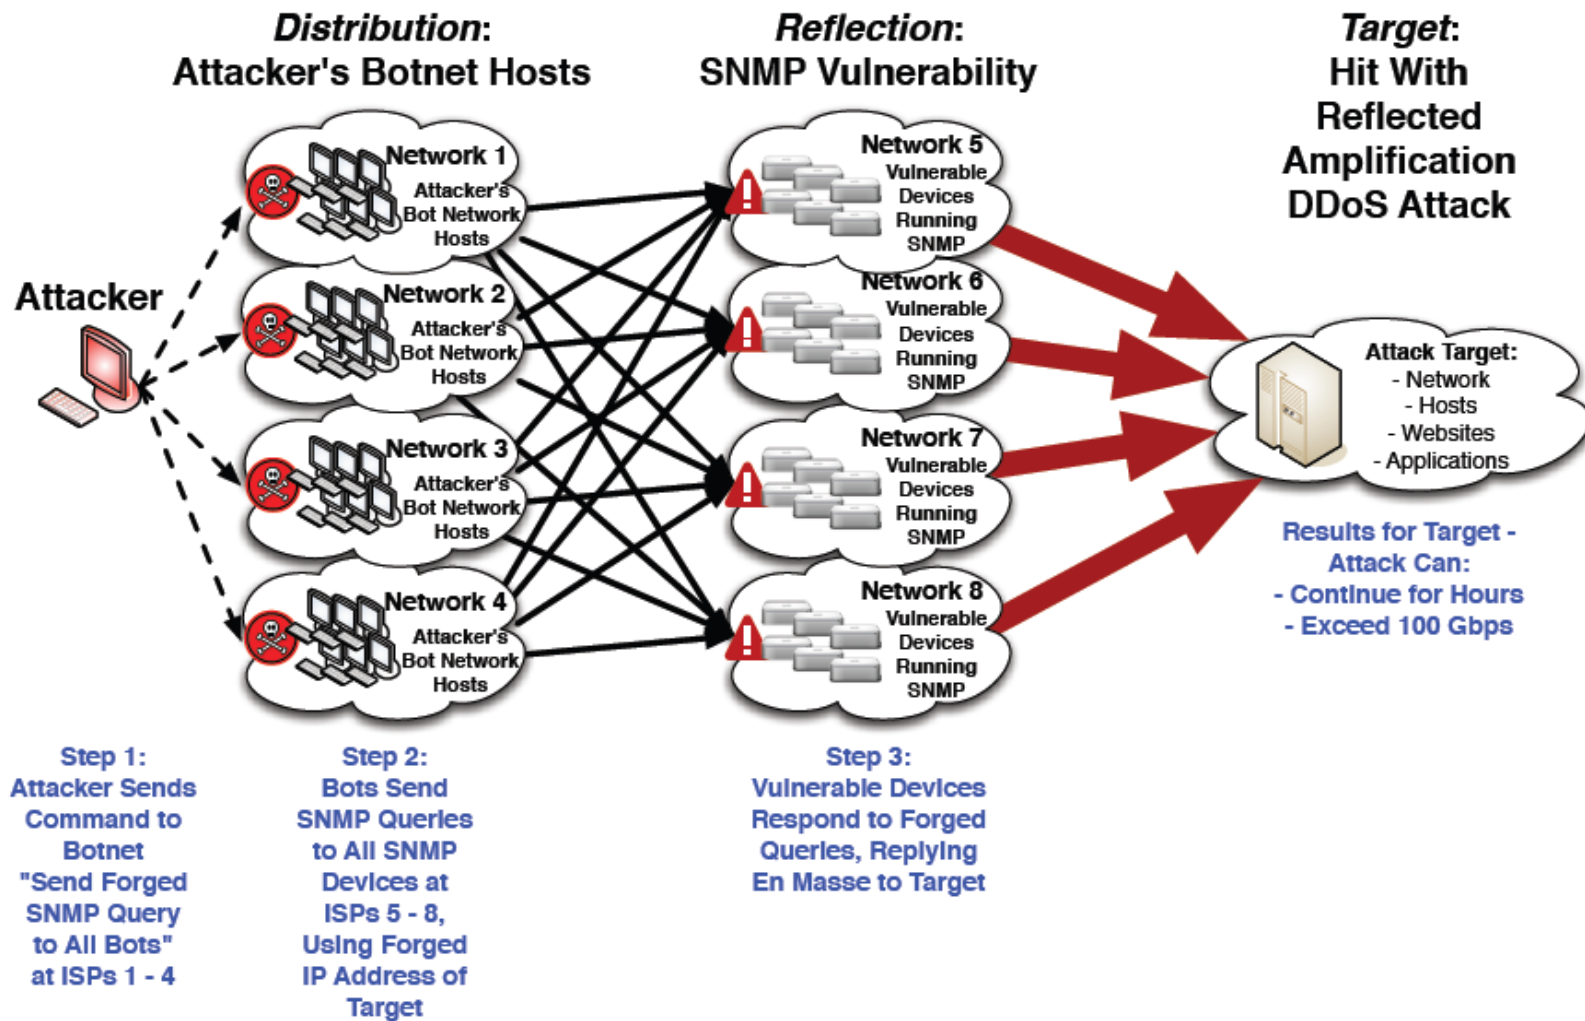 Distribution:
Attacker's Botnet Hosts
Reflection:
SNMP Vulnerability
Target:
Hit With
Reflected
Amplification
DDoS Attack
Attacker
Network 1
Attacker's
Bot Network
Hosts
Network 2
Attacker's
Bot Network
Hosts
Network 3
Attacker's
Bot Network
Hosts
Network 4
Attacker's
Bot Network
Hosts
Network 5
Vulnerable
Devices
Running
SNMP
Network 6
Vulnerable
Devices
Running
SNMP
Network 7
Vulnerable
Devices
Running
SNMP
Network 8
Vulnerable
Devices
Running
SNMP
Attack Target:
- Network
- Hosts
- Websites
- Applications
Results for Target -
Attack Can:
- Continue for Hours
- Exceed 100 Gbps
Step 1:
Attacker Sends
Command to
Botnet
"Send Forged
SNMP Query
to All Bots"
at ISPs 1 - 4
Step 2:
Bots Send
SNMP Queries
to All SNMP
Devices at
ISPs 5 - 8,
Using Forged
IP Address of
Target
Step 3:
Vulnerable Devices
Respond to Forged
Queries, Replying
En Masse to Target